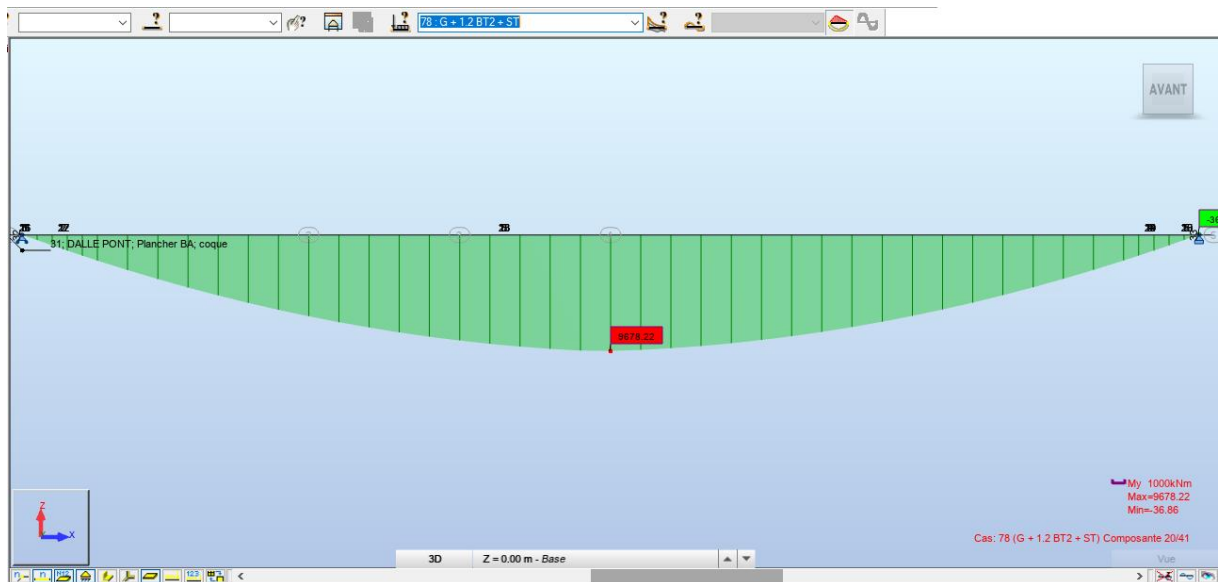 78 : G + 1.2 BT2 + ST
AVANT
31; DALLE PONT; Plancher BA; coque
-36
9678.22
My 1000kNm
Max=9678.22
Min=-36.86
Cas: 78 (G + 1.2 BT2 + ST) Composante 20/41
Z
X
3D
Z = 0.00 m - Base
Vue